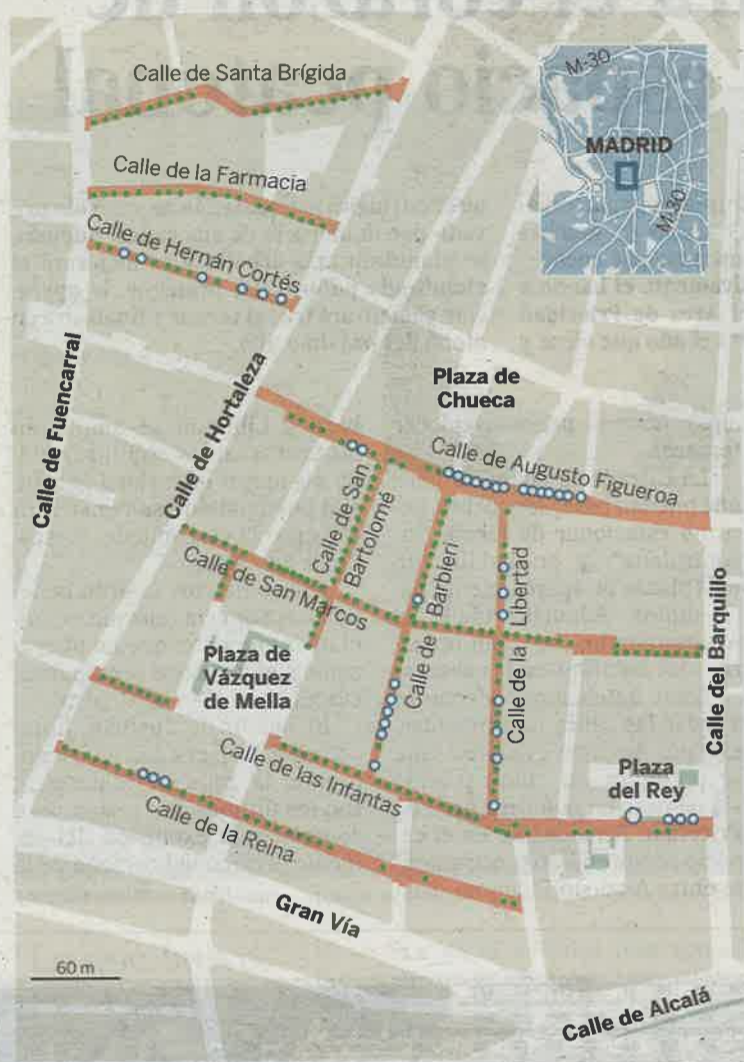 Calle de Santa Brígida
M-30
MADRID
M-30
Calle de la Farmacia
Calle de Hernán Cortés
Calle de Fuencarral
Calle de Hortaleza
Plaza de
Chueca
Calle de Augusto Figueroa
Calle de San
Bartolomé
Calle de Barbieri
Calle de la Libertad
Calle de San Marcos
Plaza de
Vázquez
de Mella
Calle del Barquillo
Calle de las Infantas
Plaza
del Rey
Calle de la Reina
Gran Vía
60 m
Calle de Alcalá